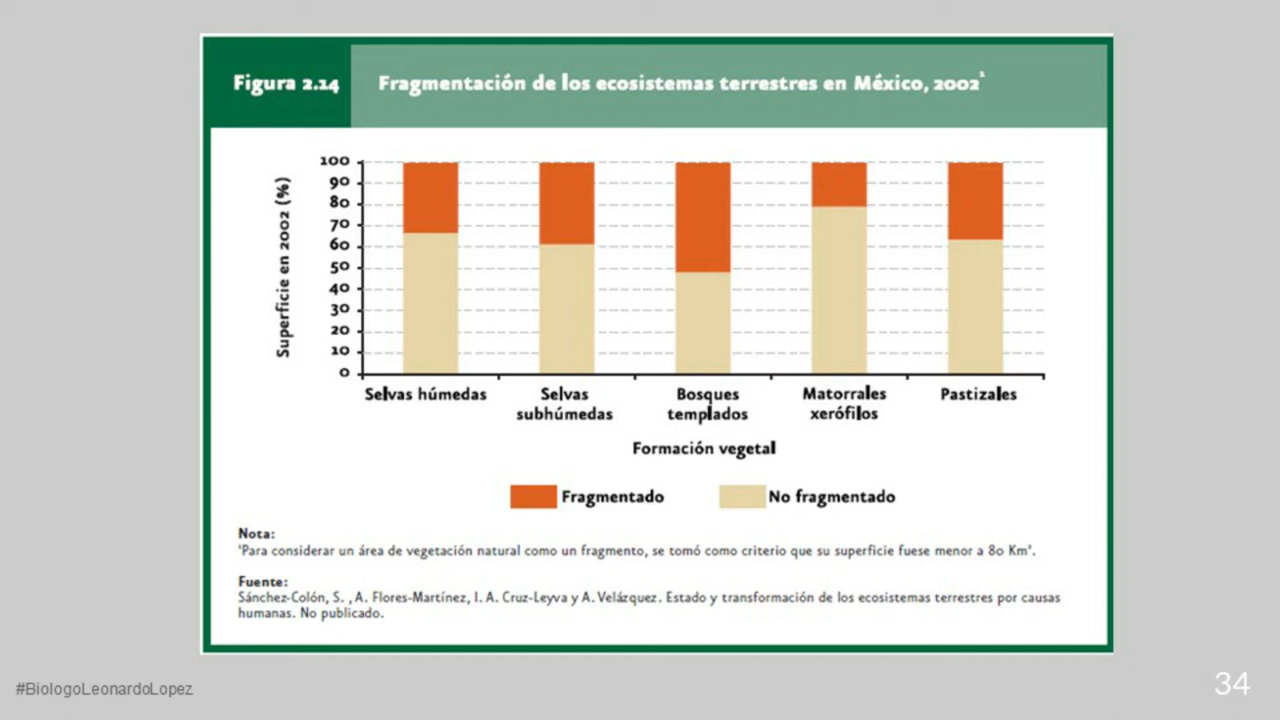 Figura 2.14
Fragmentación de los ecosistemas terrestres en México, 2002¹
Superficie en 2002 (%)
100
90
80
70
60
50
40
30
20
10
0
Selvas húmedas
Selvas
subhúmedas
Bosques
templados
Matorrales
xerófilos
Pastizales
Formación vegetal
Fragmentado
No fragmentado
Nota:
¹Para considerar un área de vegetación natural como un fragmento, se tomó como criterio que su superficie fuese menor a 80 Km².
Fuente:
Sánchez-Colón, S. , A. Flores-Martínez, I. A. Cruz-Leyva y A. Velázquez. Estado y transformación de los ecosistemas terrestres por causas
humanas. No publicado.
#BiologoLeonardoLopez
34